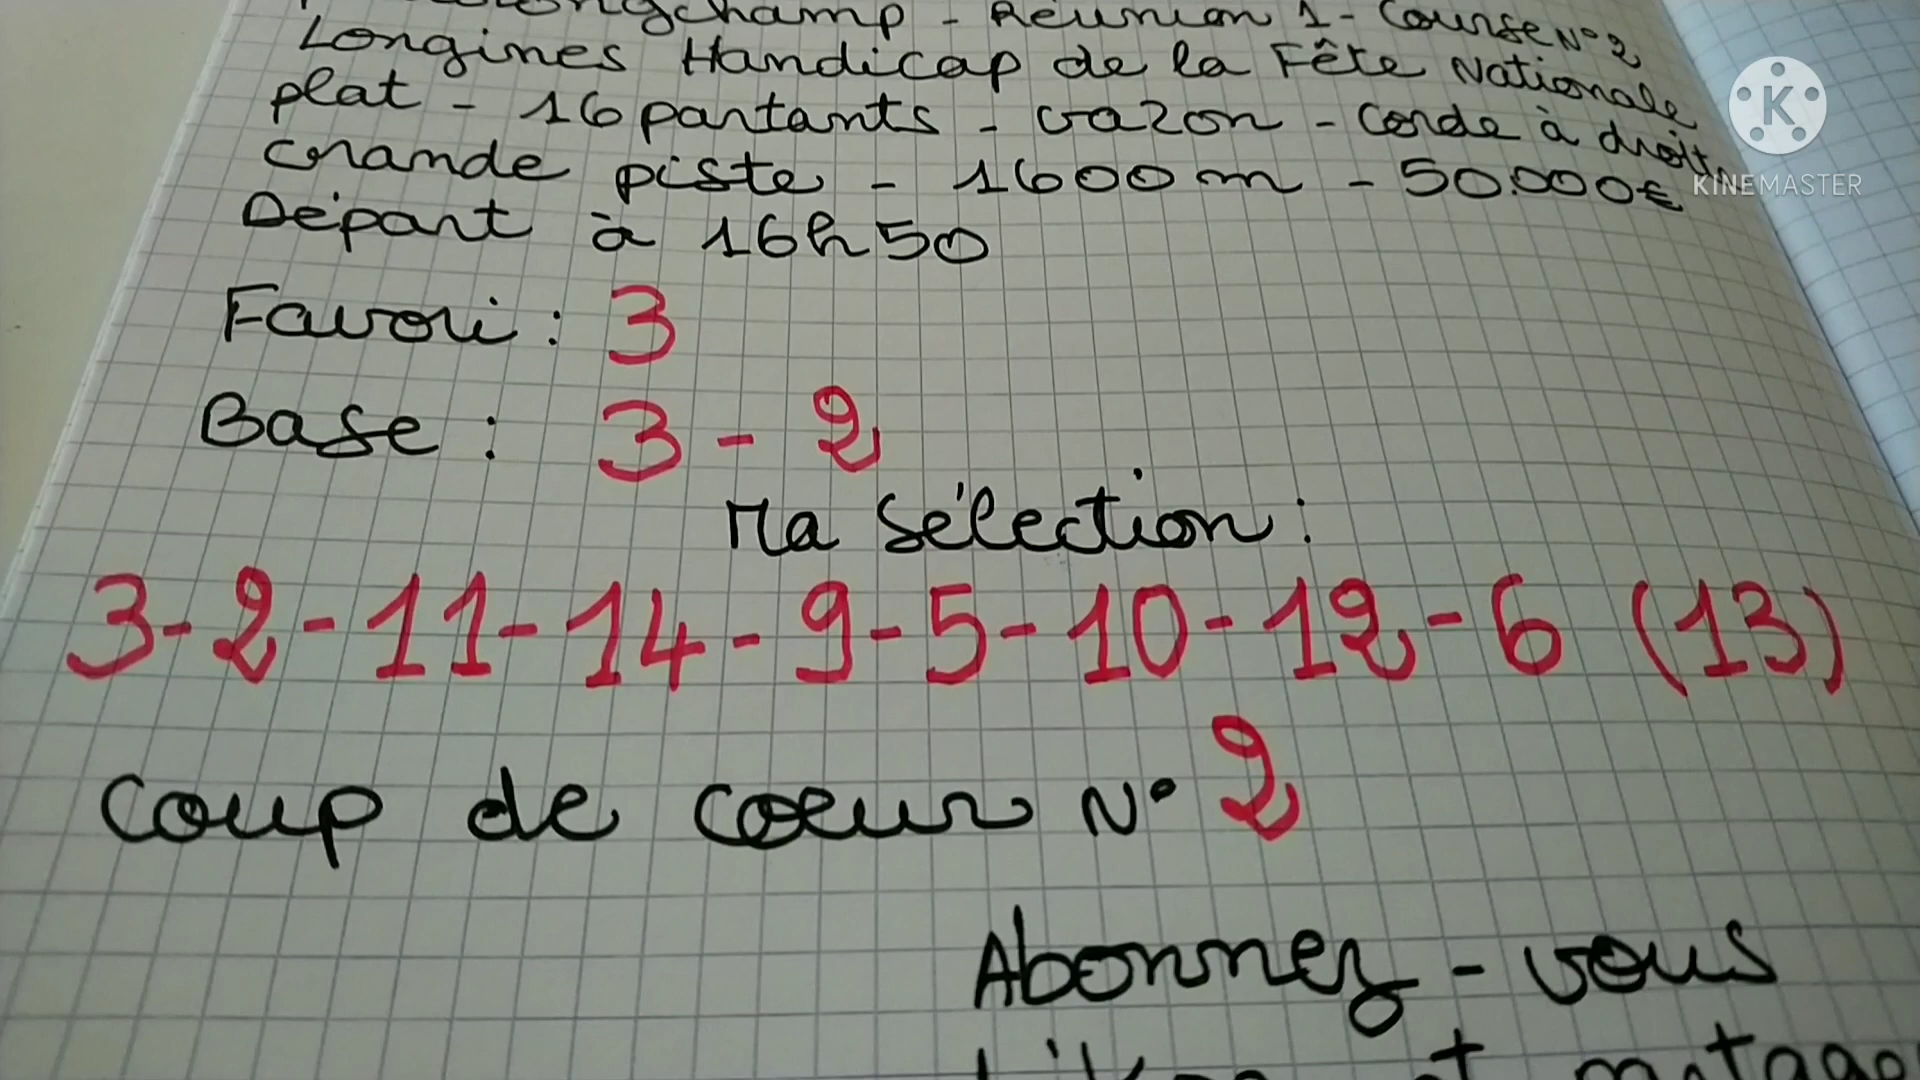 Longchamp - Réunion 1 - Course N° 2
Longines Handicap de la Fête Nationale
plat - 16 partants - Gazon - Corde à droite
Grande piste - 1600m - 50.000€
Départ à 16h50
Favori : 3
Base : 3 - 2
Ma Sélection :
3 - 2 - 11 - 14 - 9 - 5 - 10 - 12 - 6 (13)
Coup de coeur N° 2
Abonnez - vous
K
KINEMASTER